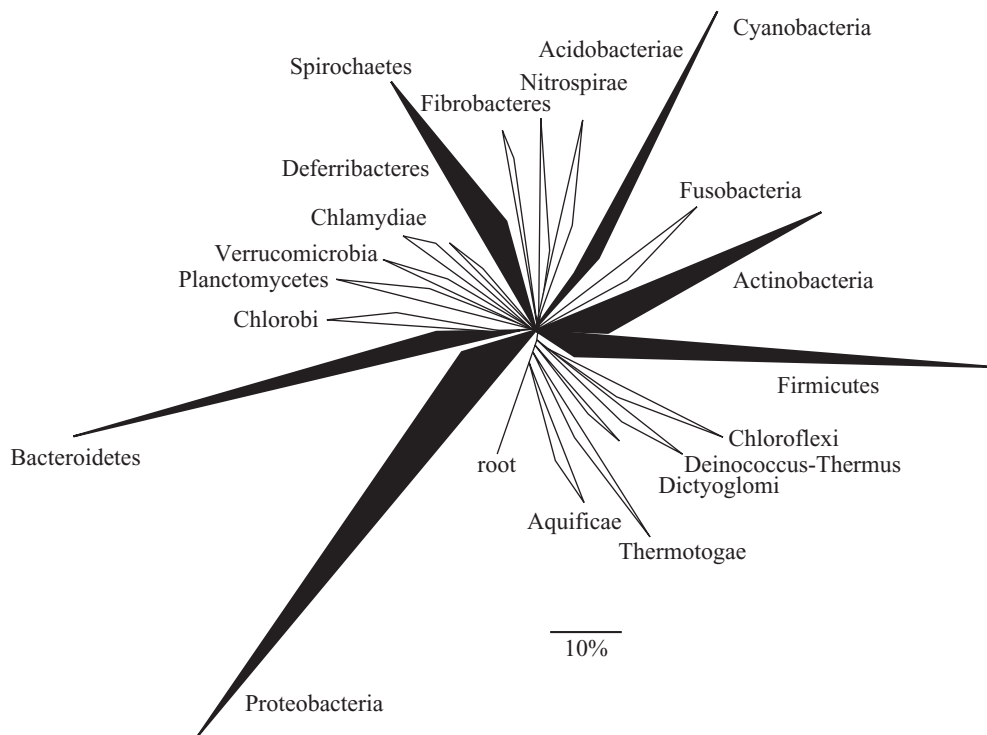 Cyanobacteria
Acidobacteriae
Spirochaetes
Nitrospirae
Fibrobacteres
Deferribacteres
Fusobacteria
Chlamydiae
Verrucomicrobia
Planctomycetes
Actinobacteria
Chlorobi
Firmicutes
Chloroflexi
Bacteroidetes
root
Deinococcus-Thermus
Dictyoglomi
Aquificae
Thermotogae
10%
Proteobacteria